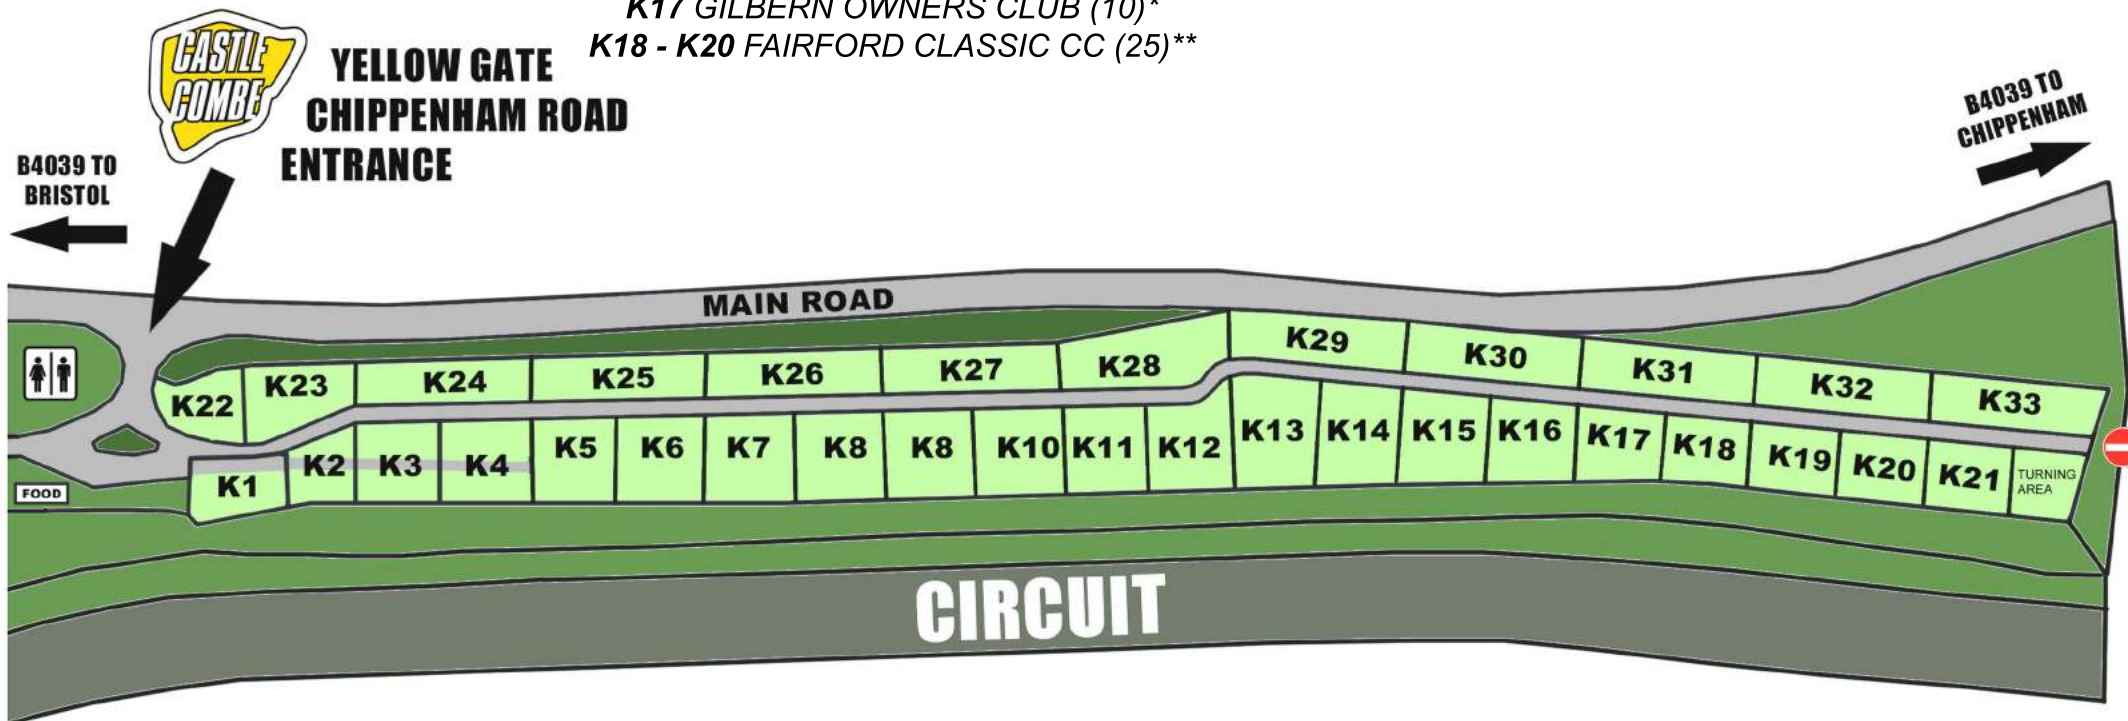 K17 GILBERN OWNERS CLUB (10)*
K18 - K20 FAIRFORD CLASSIC CC (25)**
CASTLE
COMBE
YELLOW GATE
CHIPPENHAM ROAD
ENTRANCE
B4039 TO
BRISTOL
B4039 TO
CHIPPENHAM
MAIN ROAD
K22 K23 K24 K25 K26 K27 K28 K29 K30 K31 K32 K33
K1 K2 K3 K4 K5 K6 K7 K8 K8 K10 K11 K12 K13 K14 K15 K16 K17 K18 K19 K20 K21
TURNING
AREA
FOOD
CIRCUIT